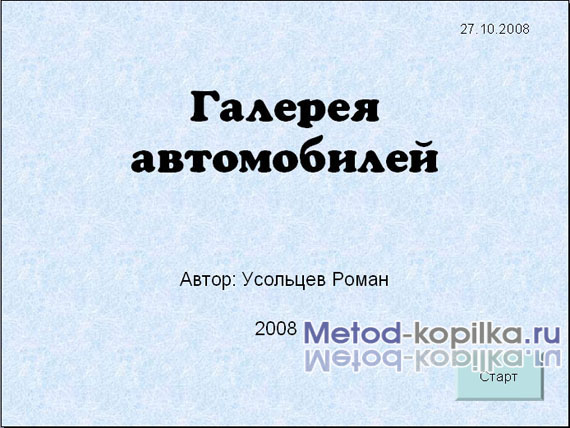 27.10.2008
Галерея
автомобилей
Автор: Усольцев Роман
2008
Metod-kopilka.ru
Старт